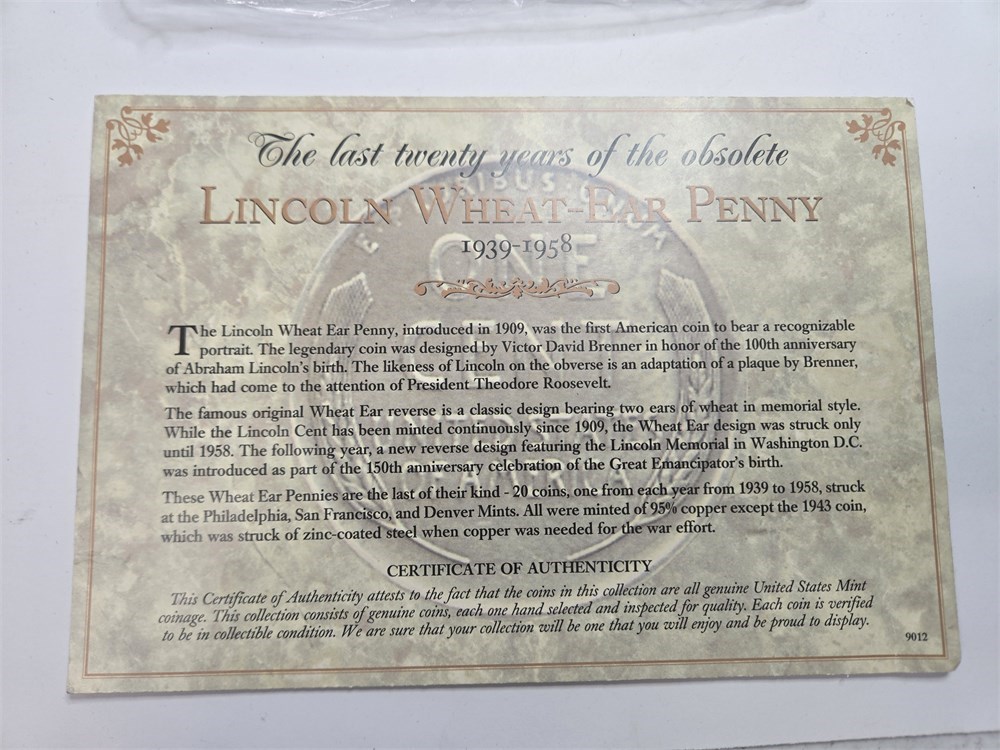 The last twenty years of the obsolete
LINCOLN WHEAT-EAR PENNY
1939-1958
The Lincoln Wheat Ear Penny, introduced in 1909, was the first American coin to bear a recognizable
portrait. The legendary coin was designed by Victor David Brenner in honor of the 100th anniversary
of Abraham Lincoln's birth. The likeness of Lincoln on the obverse is an adaptation of a plaque by Brenner,
which had come to the attention of President Theodore Roosevelt.
The famous original Wheat Ear reverse is a classic design bearing two ears of wheat in memorial style.
While the Lincoln Cent has been minted continuously since 1909, the Wheat Ear design was struck only
until 1958. The following year, a new reverse design featuring the Lincoln Memorial in Washington D.C.
was introduced as part of the 150th anniversary celebration of the Great Emancipator's birth.
These Wheat Ear Pennies are the last of their kind - 20 coins, one from each year from 1939 to 1958, struck
at the Philadelphia, San Francisco, and Denver Mints. All were minted of 95% copper except the 1943 coin,
which was struck of zinc-coated steel when copper was needed for the war effort.
CERTIFICATE OF AUTHENTICITY
This Certificate of Authenticity attests to the fact that the coins in this collection are all genuine United States Mint
coinage. This collection consists of genuine coins, each one hand selected and inspected for quality. Each coin is verified
to be in collectible condition. We are sure that your collection will be one that you will enjoy and be proud to display.
9012